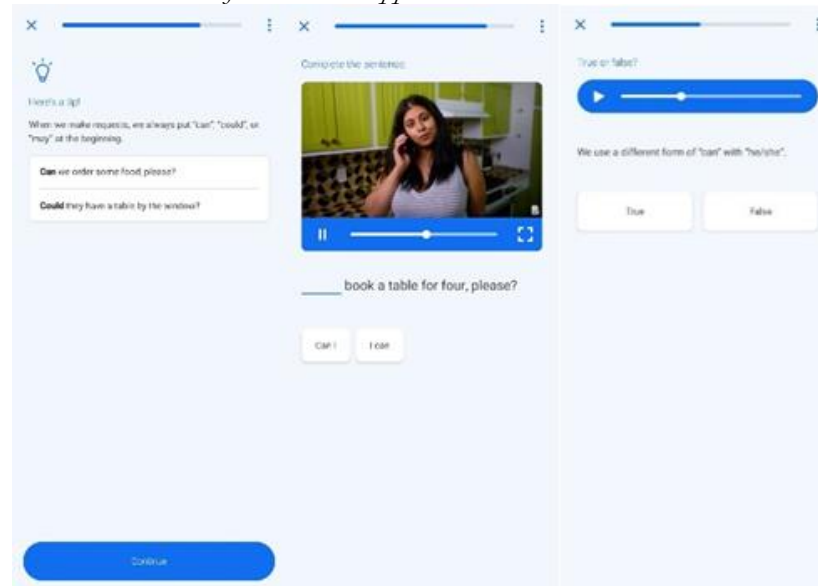 Here's a tip!
When we make requests, we always put "can", "could", or
"may" at the beginning.
Can we order some food, please?
Could they have a table by the window?
Continue
Complete the sentence.
_____ book a table for four, please?
Can I
I can
True or false?
We use a different form of "can" with "he/she".
True
False